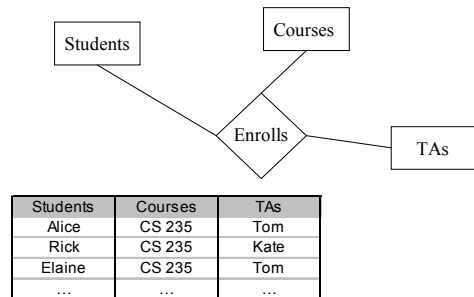 Courses
Students
Enrolls
TAs
Students Courses TAs
Alice CS 235 Tom
Rick CS 235 Kate
Elaine CS 235 Tom
... ... ...